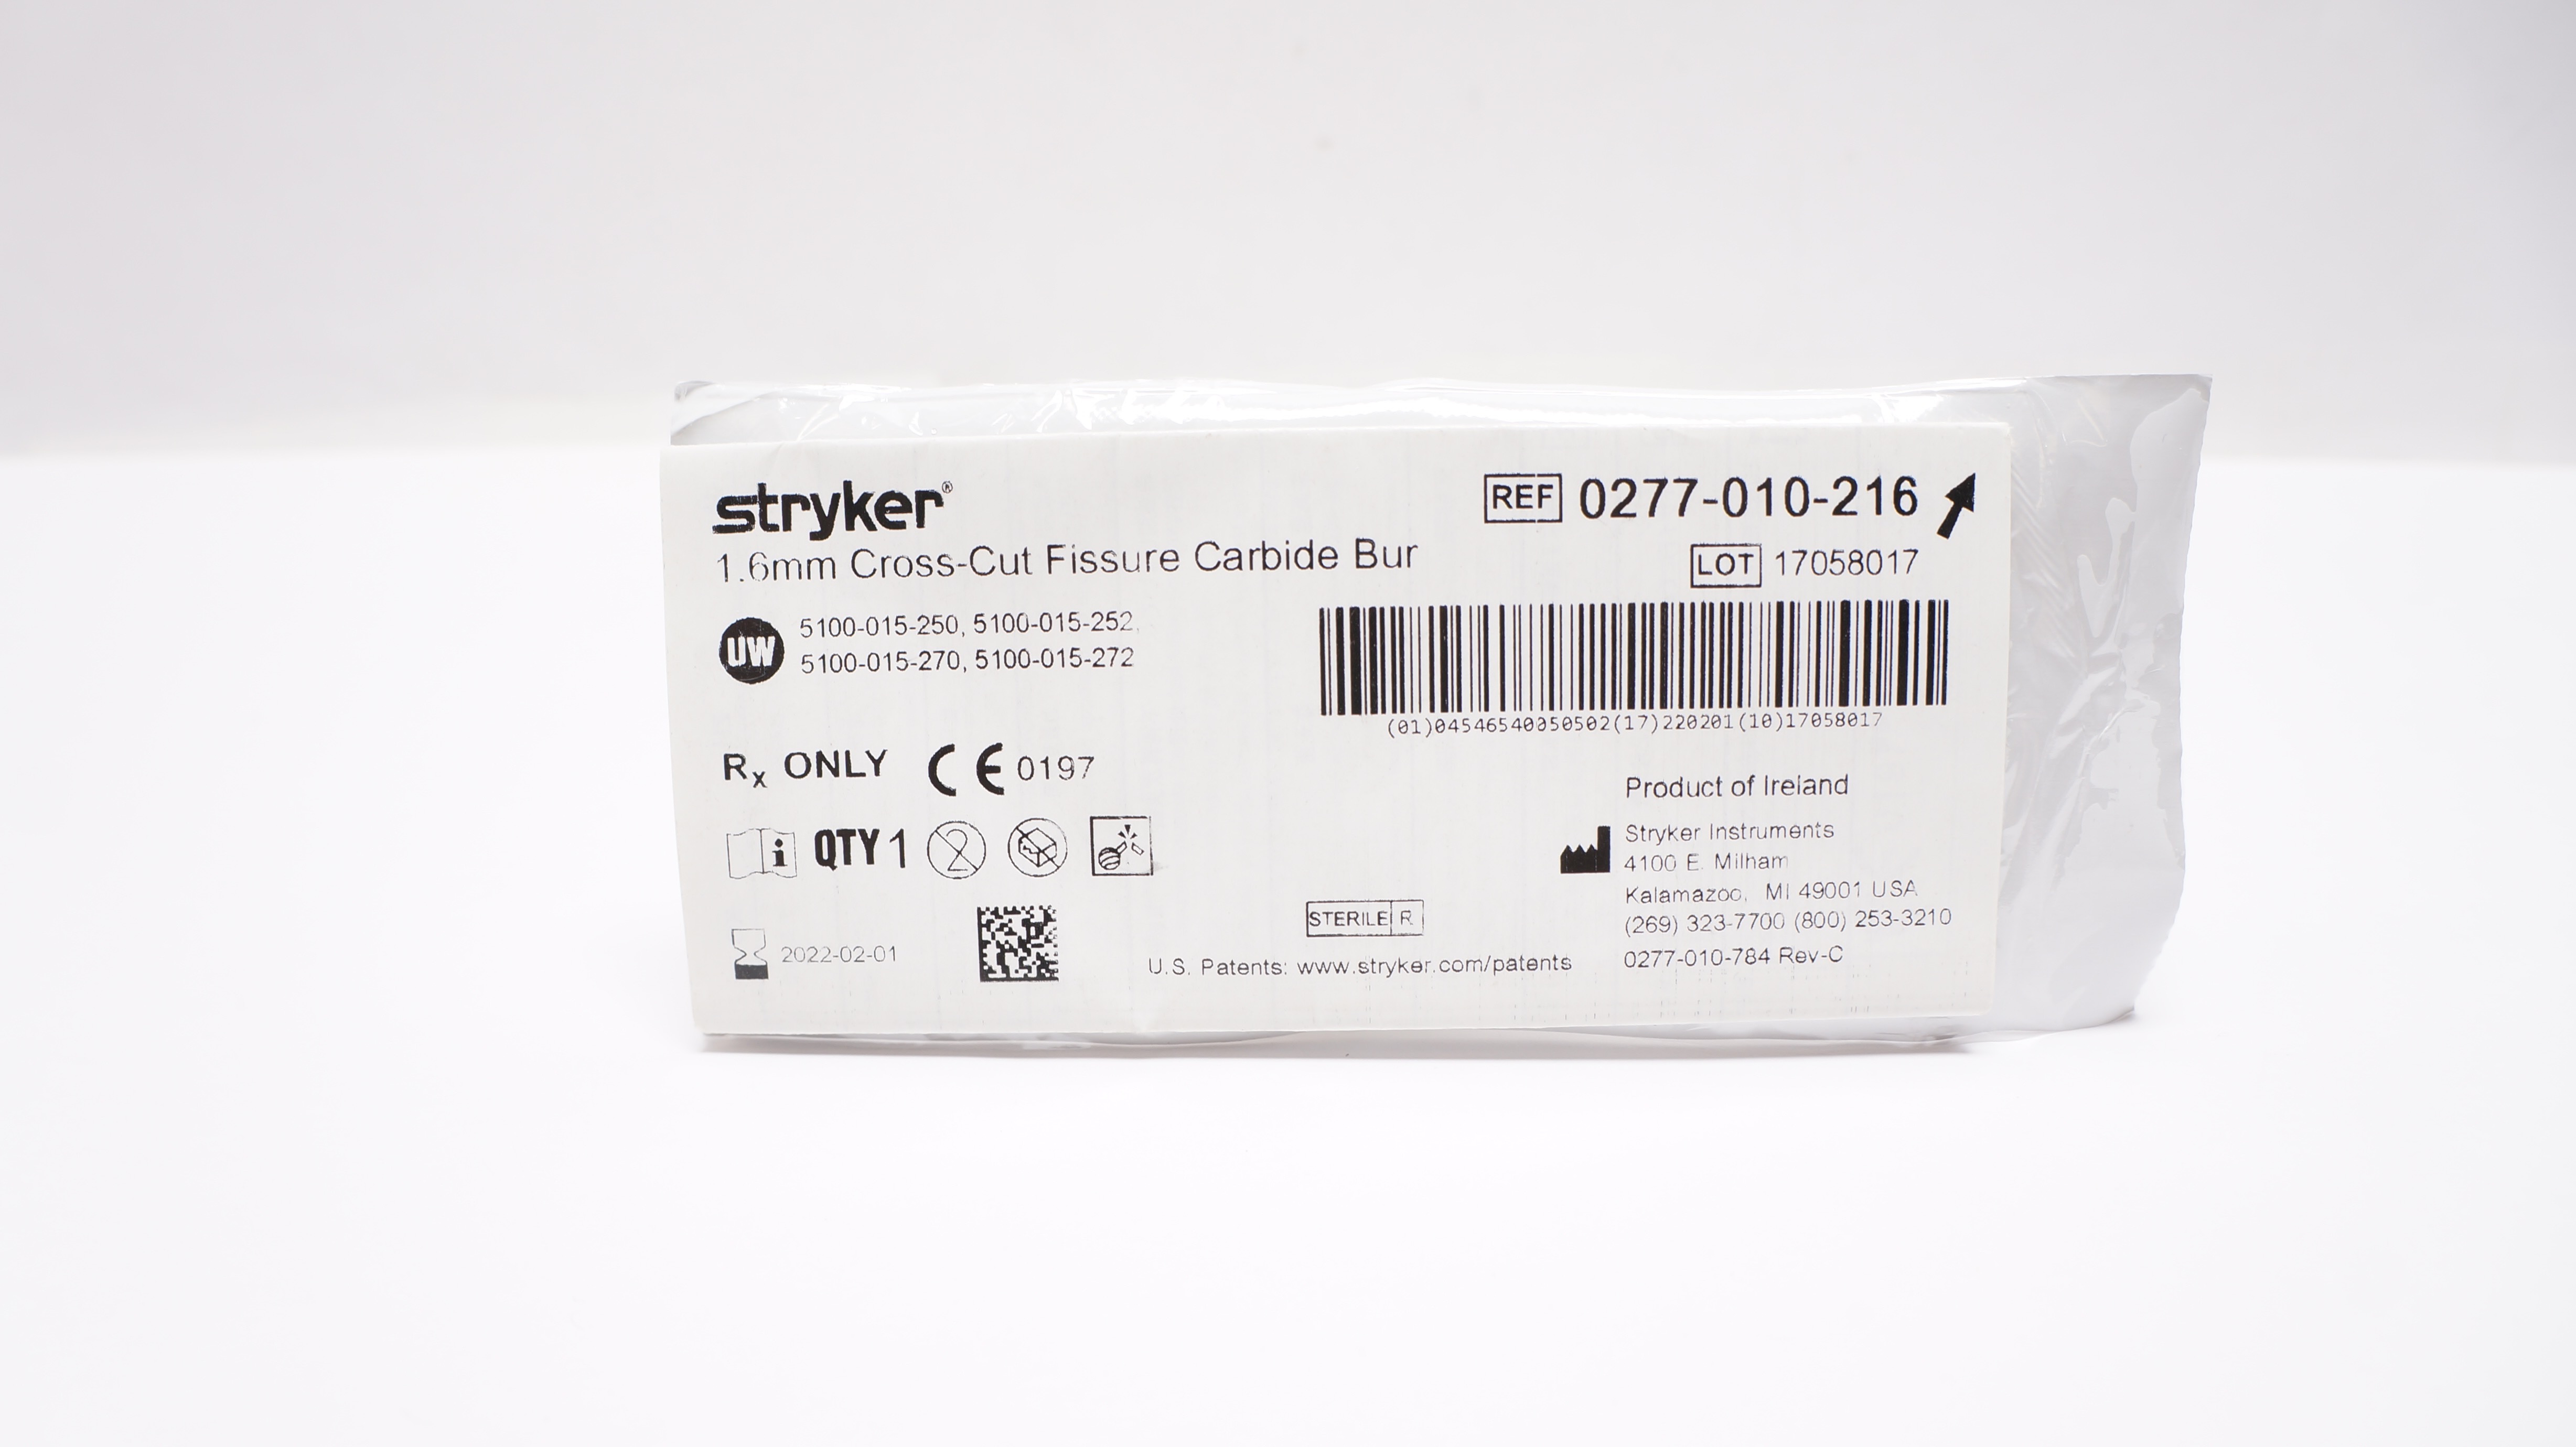 stryker®
1.6mm Cross-Cut Fissure Carbide Bur
REF 0277-010-216
LOT 17058017
UW 5100-015-250, 5100-015-252,
5100-015-270, 5100-015-272
(01)04546540050502(17)220201(10)17058017
Rx ONLY CE 0197
i QTY 1 2
2022-02-01
STERILE R
U.S. Patents: www.stryker.com/patents
Product of Ireland
Stryker Instruments
4100 E. Milham
Kalamazoo, MI 49001 USA
(269) 323-7700 (800) 253-3210
0277-010-784 Rev-C